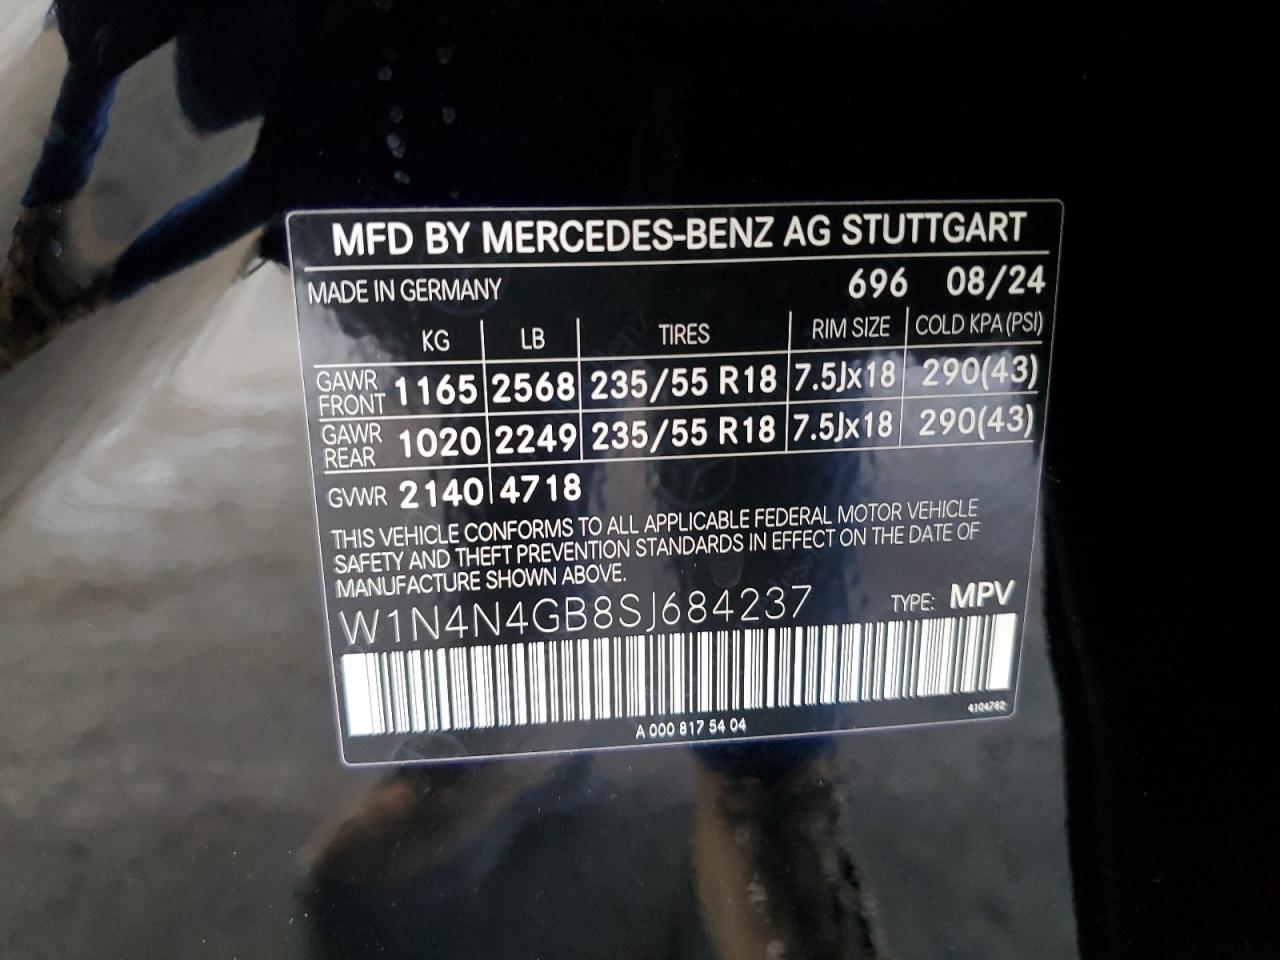 MFD BY MERCEDES-BENZ AG STUTTGART
MADE IN GERMANY 696 08/24
KG LB TIRES RIM SIZE COLD KPA (PSI)
GAWR FRONT 1165 2568 235/55 R18 7.5Jx18 290(43)
GAWR REAR 1020 2249 235/55 R18 7.5Jx18 290(43)
GVWR 2140 4718
THIS VEHICLE CONFORMS TO ALL APPLICABLE FEDERAL MOTOR VEHICLE
SAFETY AND THEFT PREVENTION STANDARDS IN EFFECT ON THE DATE OF
MANUFACTURE SHOWN ABOVE.
W1N4N4GB8SJ684237 TYPE: MPV
A 000 817 54 04
4104782